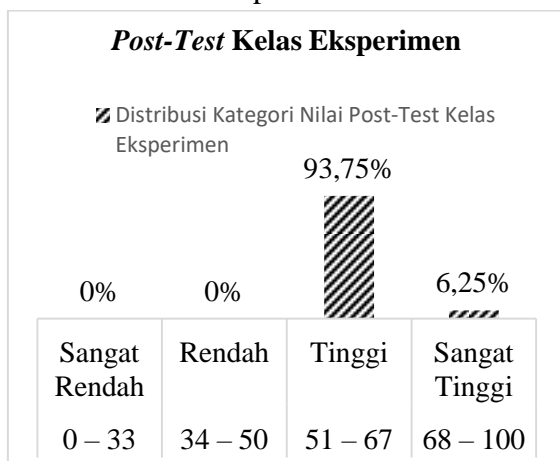 Post-Test Kelas Eksperimen
Distribusi Kategori Nilai Post-Test Kelas
Eksperimen
93,75%
0% 0% 6,25%
Sangat Rendah Tinggi Sangat
Rendah Tinggi
0 – 33 34 – 50 51 – 67 68 – 100